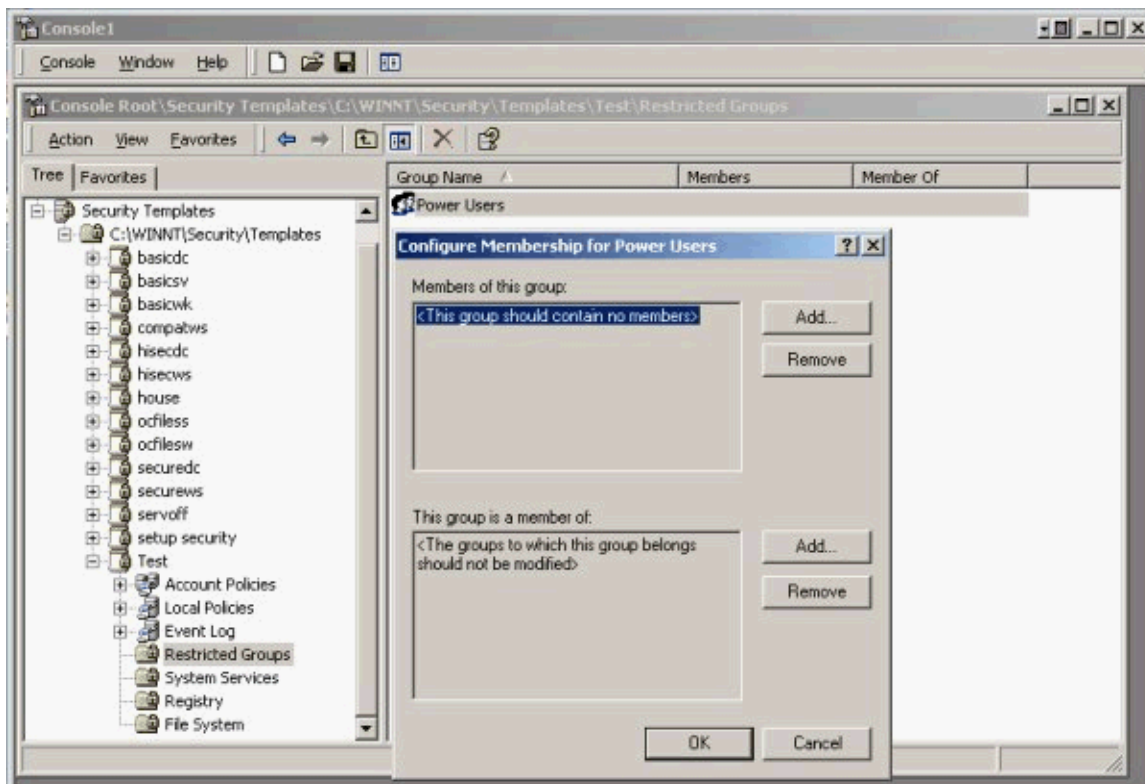 Console1
Console Window Help
Console Root\Security Templates\C:\WINNT\Security\Templates\Test\Restricted Groups
Action View Favorites
Tree Favorites
Group Name Members Member Of
Security Templates
C:\WINNT\Security\Templates
basicdc
basicsv
basicwk
compatws
hisecdc
hisecws
house
ocfiless
ocfilesw
securedc
securews
servoff
setup security
Test
Account Policies
Local Policies
Event Log
Restricted Groups
System Services
Registry
File System
Power Users
Configure Membership for Power Users
Members of this group:
<This group should contain no members>
Add...
Remove
This group is a member of:
<The groups to which this group belongs
should not be modified>
Add...
Remove
OK Cancel